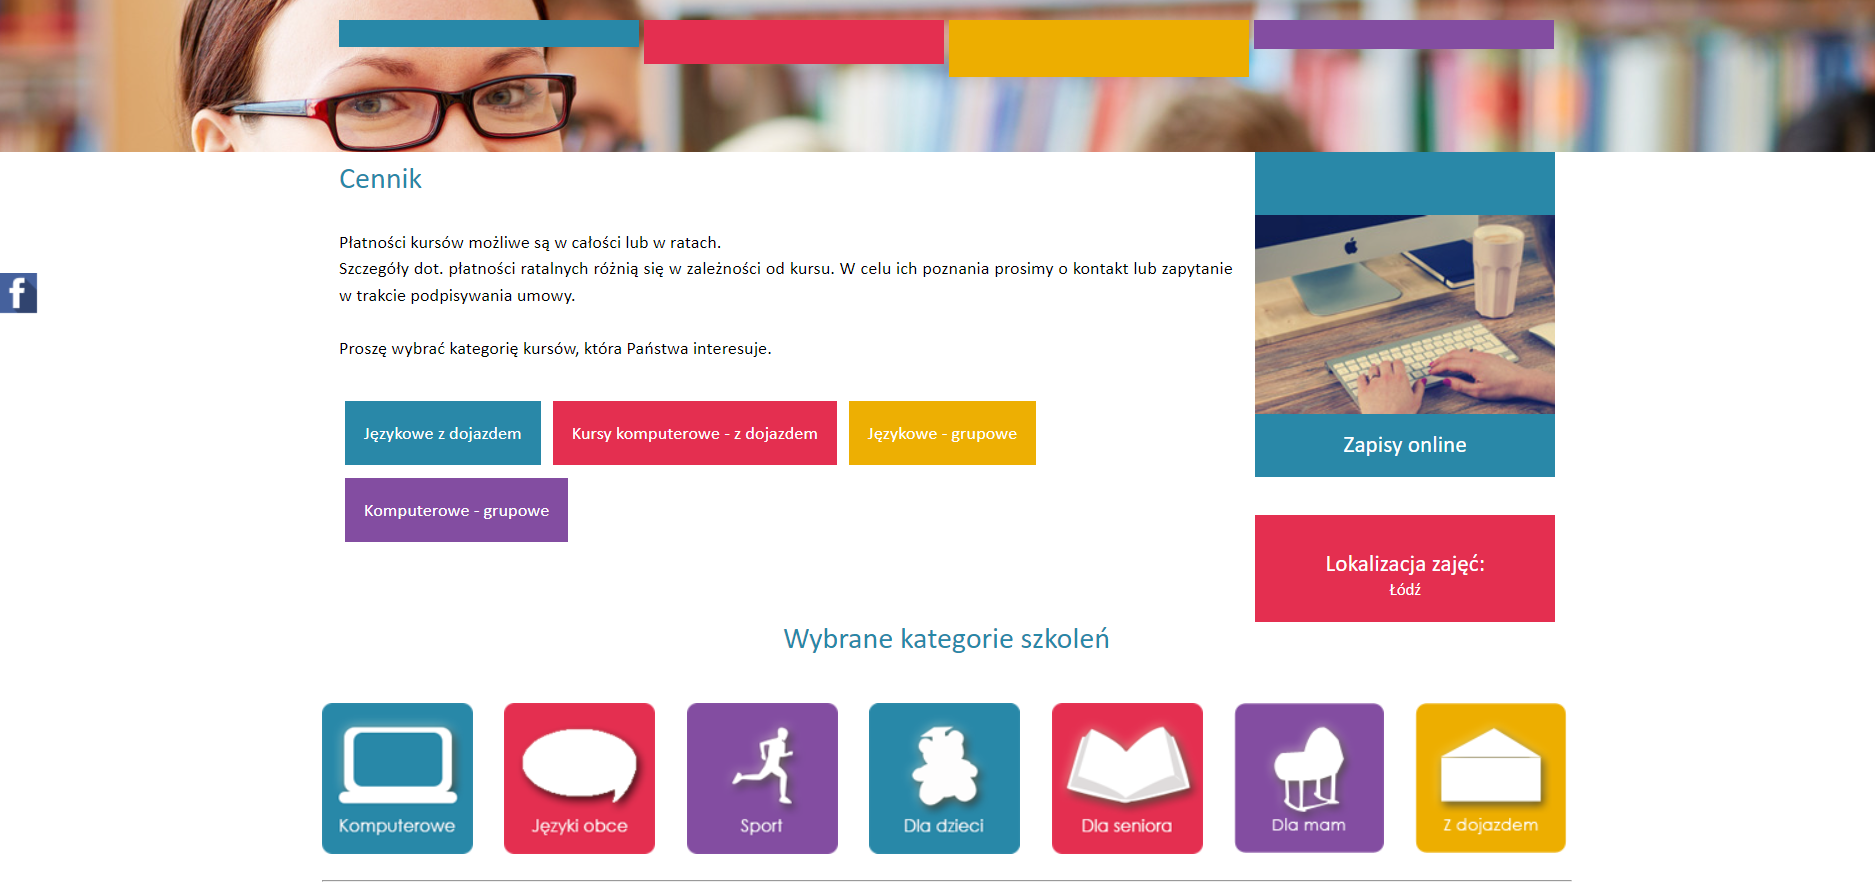 Cennik
Płatności kursów możliwe są w całości lub w ratach.
Szczegóły dot. płatności ratalnych różnią się w zależności od kursu. W celu ich poznania prosimy o kontakt lub zapytanie
w trakcie podpisywania umowy.
Proszę wybrać kategorię kursów, która Państwa interesuje.
Językowe z dojazdem
Kursy komputerowe - z dojazdem
Językowe - grupowe
Komputerowe - grupowe
Zapisy online
Lokalizacja zajęć:
Łódź
Wybrane kategorie szkoleń
Komputerowe
Języki obce
Sport
Dla dzieci
Dla seniora
Dla mam
Z dojazdem